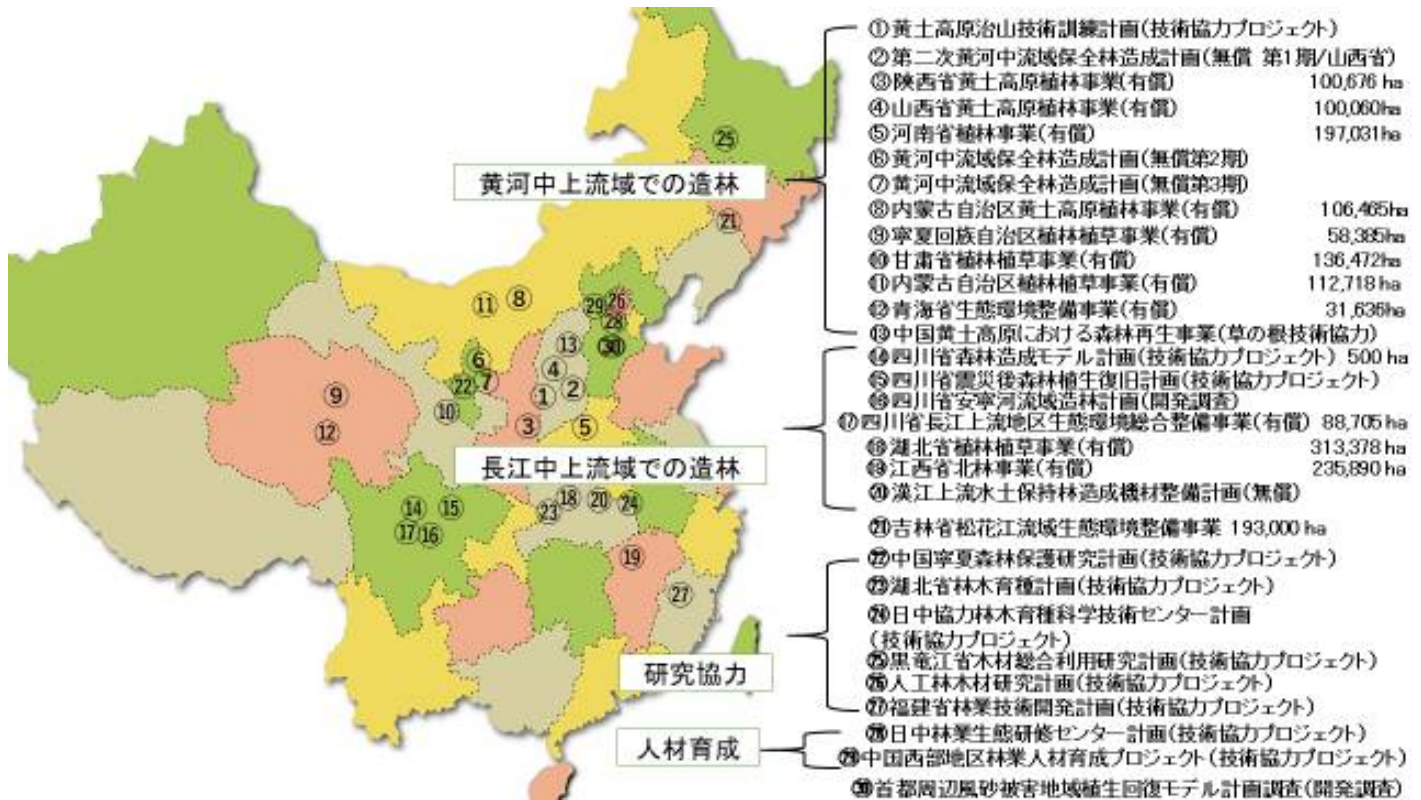 ①黄土高原治山技術訓練計画(技術協力プロジェクト)
②第二次黄河中流域保全林造成計画(無償 第1期/山西省)
③陝西省黄土高原植林事業(有償) 100,676 ha
④山西省黄土高原植林事業(有償) 100,060ha
⑤河南省植林事業(有償) 197,031ha
⑥黄河中流域保全林造成計画(無償第2期)
⑦黄河中流域保全林造成計画(無償第3期)
⑧内蒙古自治区黄土高原植林事業(有償) 106,465ha
⑨寧夏回族自治区植林植草事業(有償) 58,385ha
⑩甘粛省植林植草事業(有償) 136,472ha
⑪内蒙古自治区植林植草事業(有償) 112,718 ha
⑫青海省生態環境整備事業(有償) 31,636ha
⑬中国黄土高原における森林再生事業(草の根技術協力)
黄河中上流域での造林
⑭四川省森林造成モデル計画(技術協力プロジェクト) 500 ha
⑮四川省震災後森林植生復旧計画(技術協力プロジェクト)
⑯四川省安寧河流域造林計画(開発調査)
⑰四川省長江上流地区生態環境総合整備事業(有償) 88,705 ha
⑱湖北省植林植草事業(有償) 313,378 ha
⑲江西省北林事業(有償) 235,890 ha
⑳漢江上流水土保持林造成機材整備計画(無償)
長江中上流域での造林
㉑吉林省松花江流域生態環境整備事業 193,000 ha
㉒中国寧夏森林保護研究計画(技術協力プロジェクト)
㉓湖北省林木育種計画(技術協力プロジェクト)
㉔日中協力林木育種科学技術センター計画
(技術協力プロジェクト)
㉕黒竜江省木材総合利用研究計画(技術協力プロジェクト)
㉖人工林木材研究計画(技術協力プロジェクト)
㉗福建省林業技術開発計画(技術協力プロジェクト)
研究協力
㉘日中林業生態研修センター計画(技術協力プロジェクト)
㉙中国西部地区林業人材育成プロジェクト(技術協力プロジェクト)
人材育成
㉚首都周辺風砂被害地域植生回復モデル計画調査(開発調査)
㉕
㉑
⑪ ⑧
㉙ ㉖
㉘
⑬ ㉚
⑥
④
㉒ ⑦
① ②
⑨
⑩
⑫
③ ⑤
⑭ ⑮
⑰ ⑯
㉓ ⑱ ⑳ ㉔
⑲
㉗